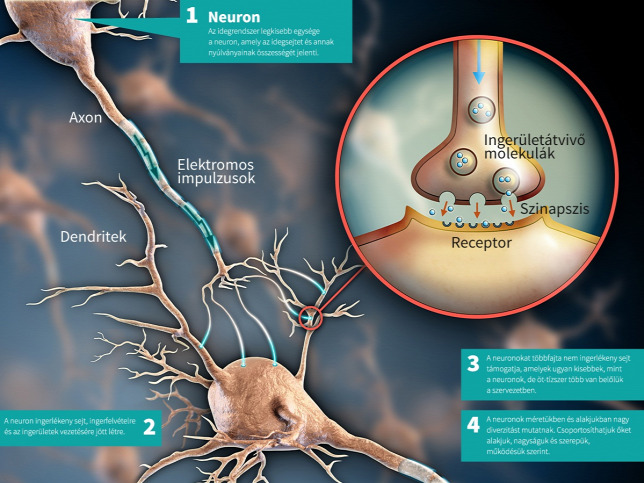 1 Neuron
Az idegrendszer legkisebb egysége
a neuron, amely az idegsejtet és annak
nyúlványainak összességét jelenti.
Axon
Elektromos
impulzusok
Dendritek
Ingerületátvivő
molekulák
Szinapszis
Receptor
3 A neuronokat többfajta nem ingerlékeny sejt
támogatja, amelyek ugyan kisebbek, mint
a neuronok, de öt-tízszer több van belőlük
a szervezetben.
A neuron ingerlékeny sejt, ingerfelvételre
és az ingerületek vezetésére jött létre. 2
4 A neuronok méretükben és alakjukban nagy
diverzitást mutatnak. Csoportosíthatjuk őket
alakjuk, nagyságuk és szerepük,
működésük szerint.